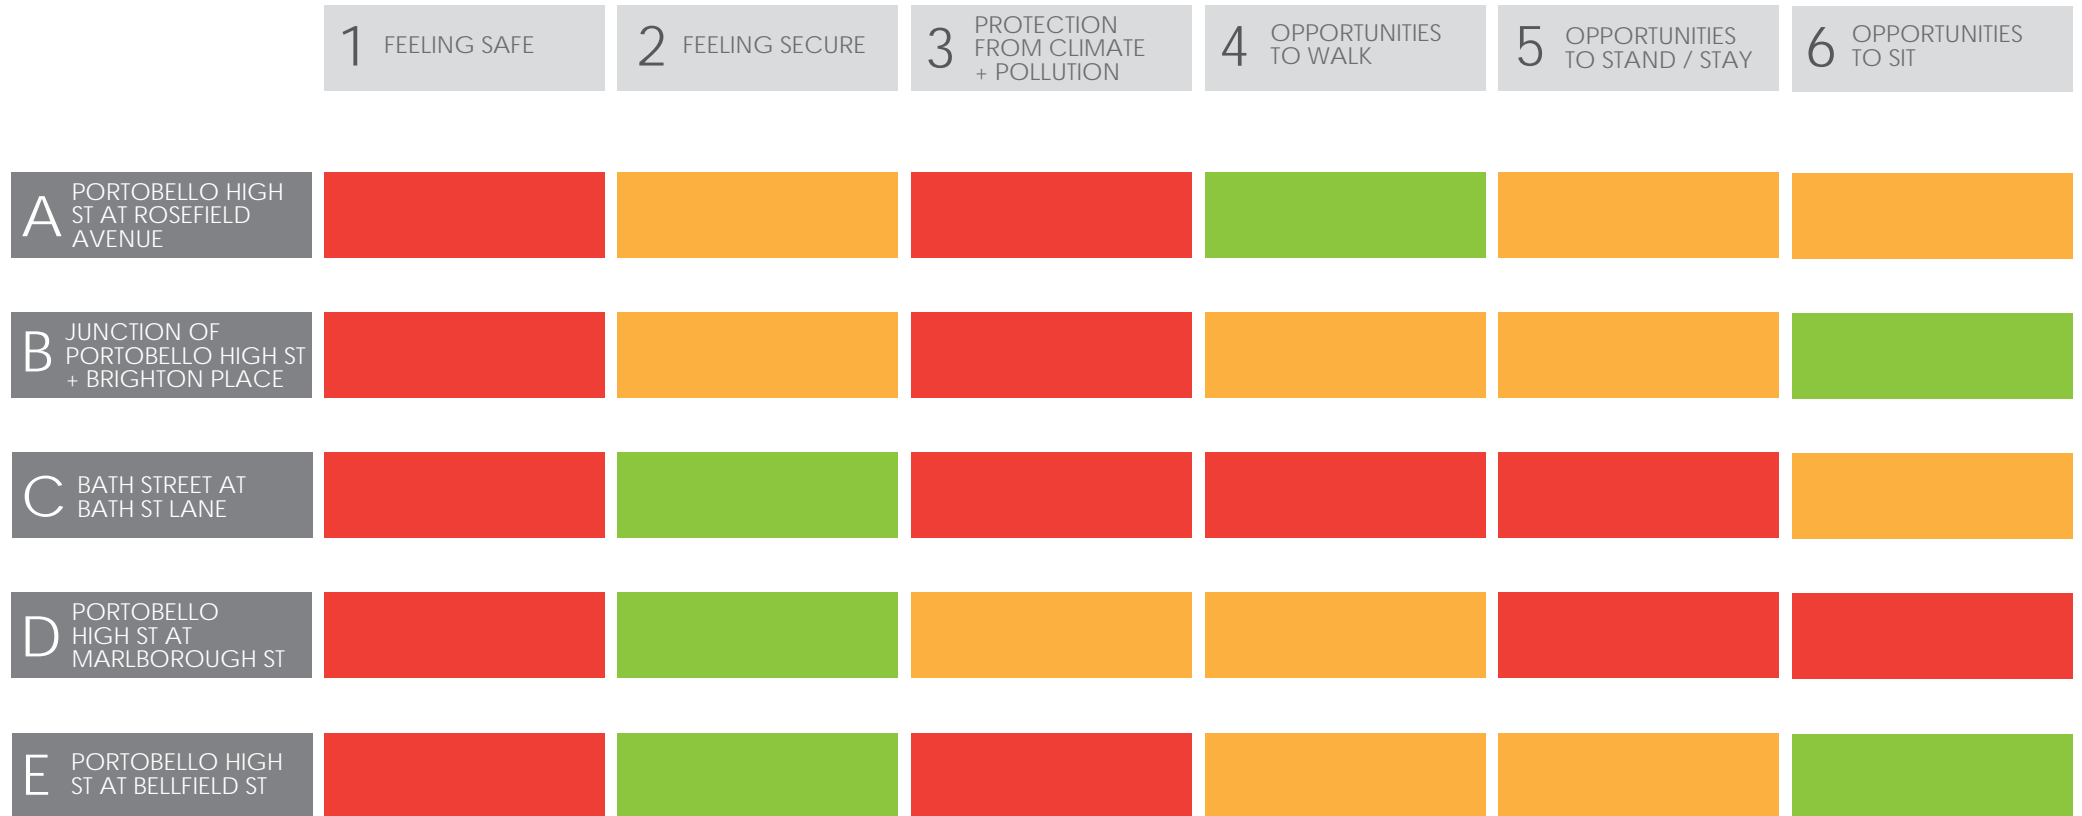 1 FEELING SAFE
2 FEELING SECURE
3 PROTECTION
FROM CLIMATE
+ POLLUTION
4 OPPORTUNITIES
TO WALK
5 OPPORTUNITIES
TO STAND / STAY
6 OPPORTUNITIES
TO SIT
A PORTOBELLO HIGH
ST AT ROSEFIELD
AVENUE
B JUNCTION OF
PORTOBELLO HIGH ST
+ BRIGHTON PLACE
C BATH STREET AT
BATH ST LANE
D PORTOBELLO
HIGH ST AT
MARLBOROUGH ST
E PORTOBELLO HIGH
ST AT BELLFIELD ST